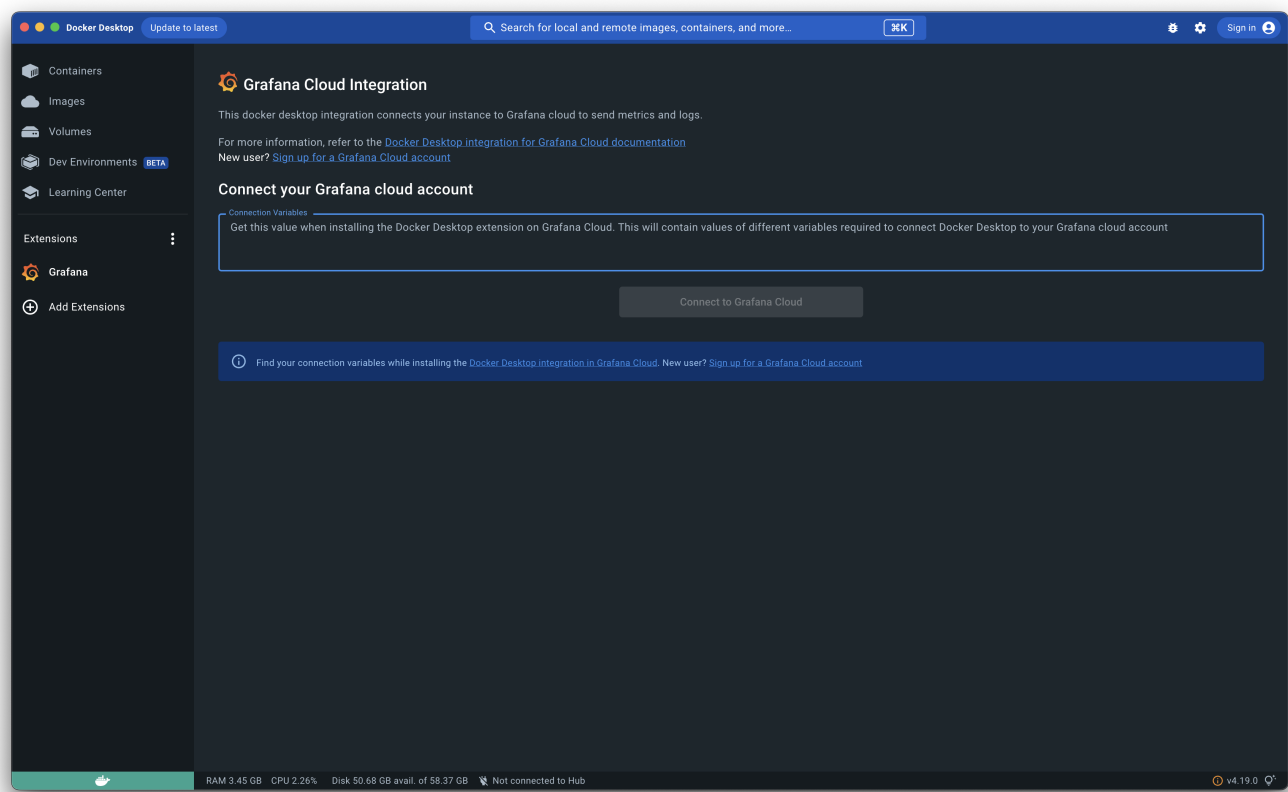 Docker Desktop Update to latest Search for local and remote images, containers, and more... ⌘K Sign in
Containers
Images
Volumes
Dev Environments BETA
Learning Center
Extensions
Grafana
Add Extensions
Grafana Cloud Integration
This docker desktop integration connects your instance to Grafana cloud to send metrics and logs.
For more information, refer to the Docker Desktop integration for Grafana Cloud documentation
New user? Sign up for a Grafana Cloud account
Connect your Grafana cloud account
Connection Variables
Get this value when installing the Docker Desktop extension on Grafana Cloud. This will contain values of different variables required to connect Docker Desktop to your Grafana cloud account
Connect to Grafana Cloud
Find your connection variables while installing the Docker Desktop integration in Grafana Cloud. New user? Sign up for a Grafana Cloud account
RAM 3.45 GB CPU 2.26% Disk 50.68 GB avail. of 58.37 GB Not connected to Hub v4.19.0